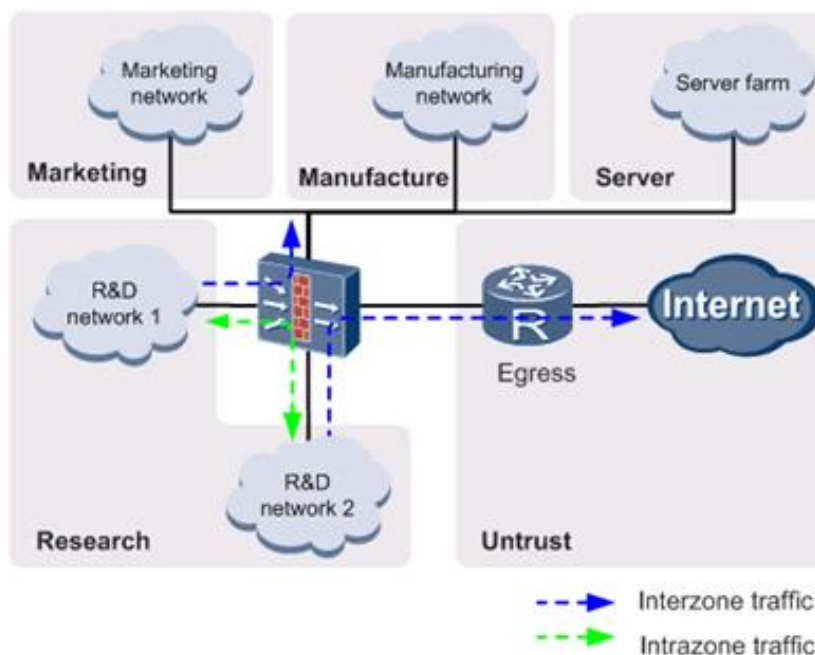 Marketing
network
Manufacturing
network
Server farm
Marketing
Manufacture
Server
R&D
network 1
R
Internet
Egress
R&D
network 2
Research
Untrust
Interzone traffic
Intrazone traffic